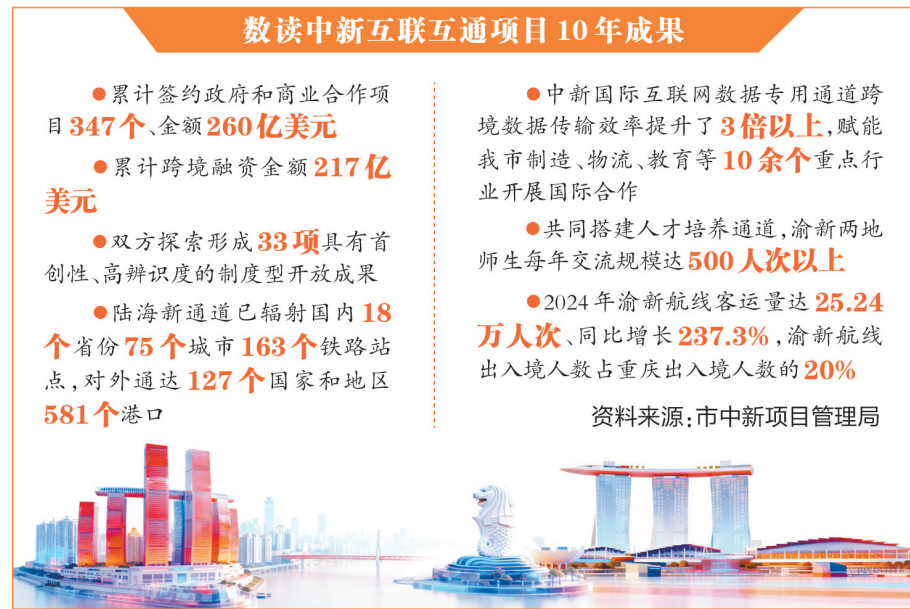 数读中新互联互通项目10年成果
●累计签约政府和商业合作项
目347个、金额260亿美元
●累计跨境融资金额217亿
美元
●双方探索形成33项具有首
创性、高辨识度的制度型开放成果
●陆海新通道已辐射国内18
个省份75个城市163个铁路站
点，对外通达127个国家和地区
581个港口
●中新国际互联网数据专用通道跨
境数据传输效率提升了3倍以上，赋能
我市制造、物流、教育等10余个重点行
业开展国际合作
●共同搭建人才培养通道，渝新两地
师生每年交流规模达500人次以上
●2024年渝新航线客运量达25.24
万人次、同比增长237.3%，渝新航线
出入境人数占重庆出入境人数的20%
资料来源：市中新项目管理局